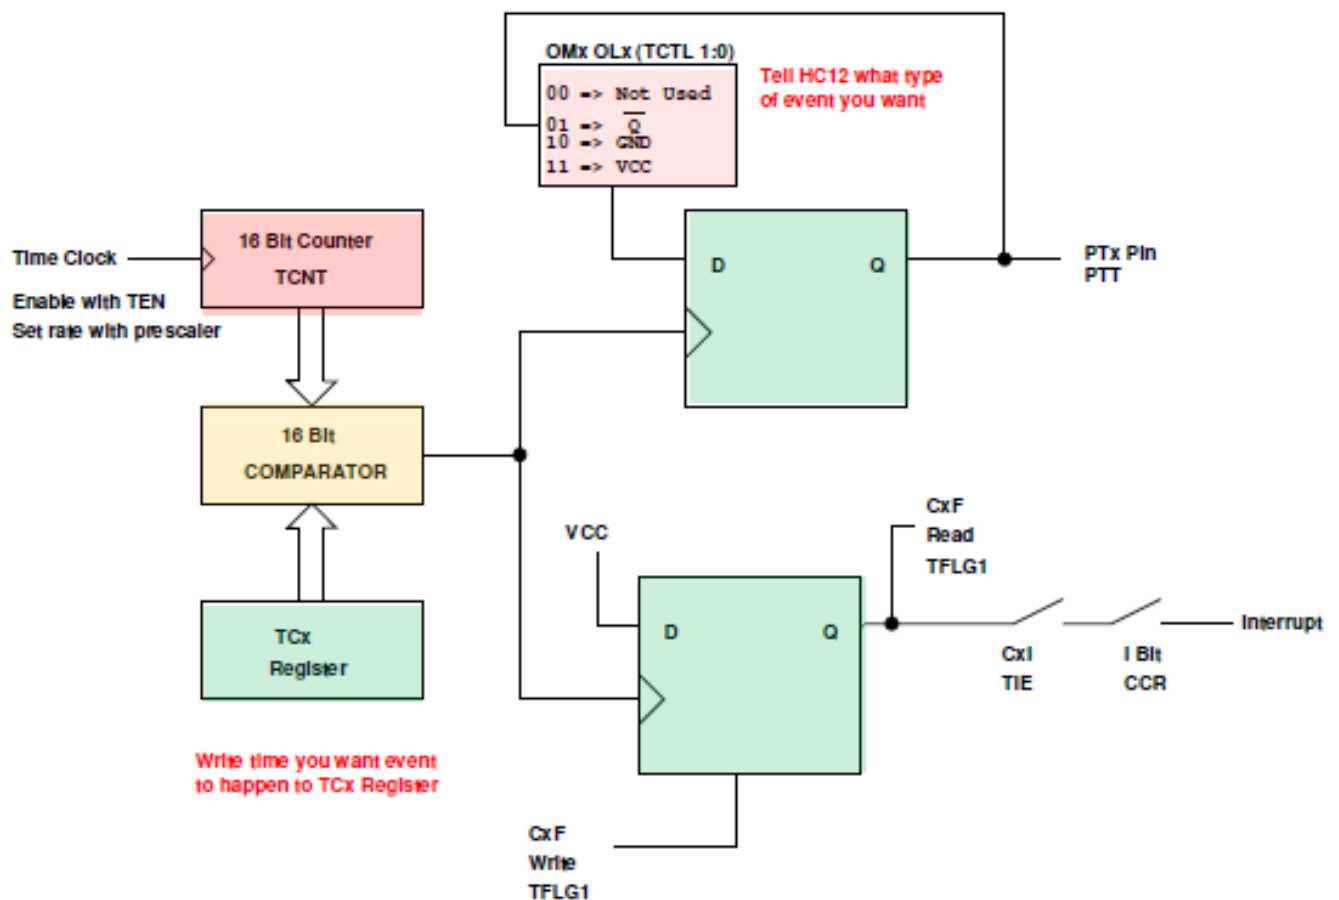 OMx OLx (TCTL 1:0)
00 => Not Used
01 => Q
10 => GND
11 => VCC
Tell HC12 what type
of event you want
16 Bit Counter
TCNT
Time Clock
Enable with TEN
Set rate with prescaler
D
Q
PTx Pin
PTT
16 Bit
COMPARATOR
TCx
Register
Write time you want event
to happen to TCx Register
VCC
D
Q
CxF
Read
TFLG1
CxI
TIE
I Bit
CCR
Interrupt
CxF
Write
TFLG1